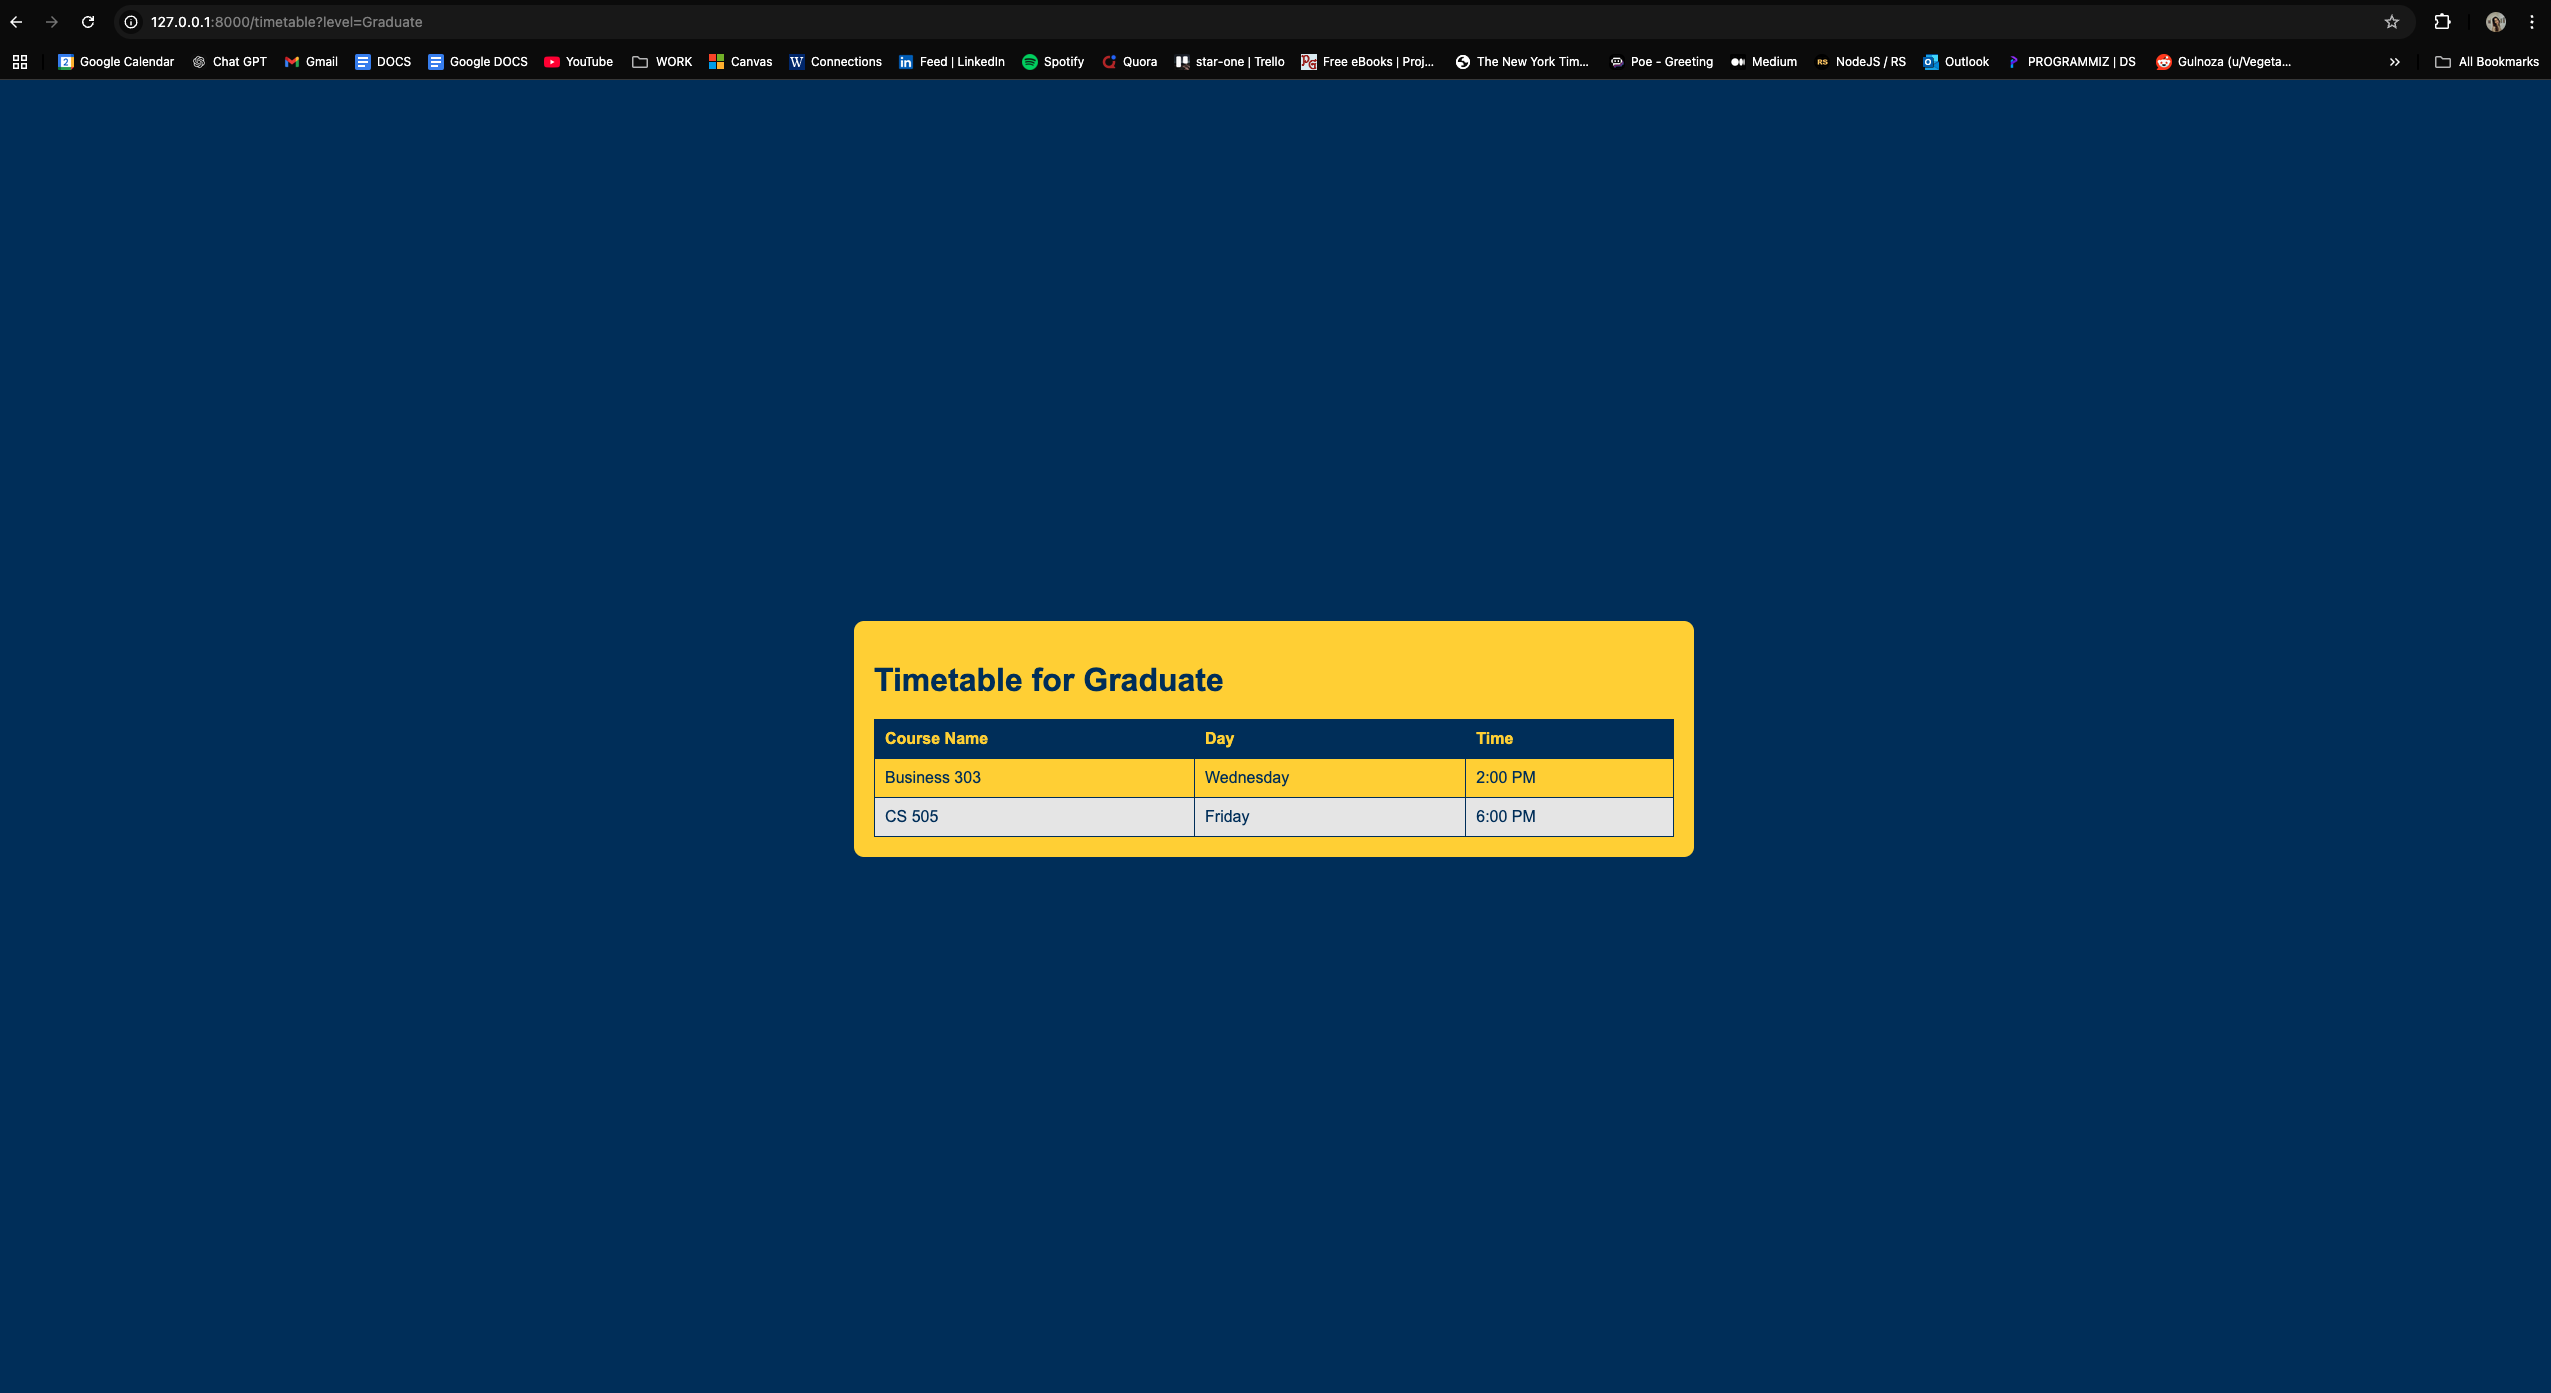 127.0.0.1:8000/timetable?level=Graduate
Google Calendar Chat GPT Gmail DOCS Google DOCS YouTube WORK Canvas Connections Feed | LinkedIn Spotify Quora star-one | Trello Free eBooks | Proj... The New York Tim... Poe - Greeting Medium NodeJS / RS Outlook PROGRAMMIZ | DS Gulnoza (u/Vegeta... All Bookmarks
Timetable for Graduate
Course Name Day Time
Business 303 Wednesday 2:00 PM
CS 505 Friday 6:00 PM